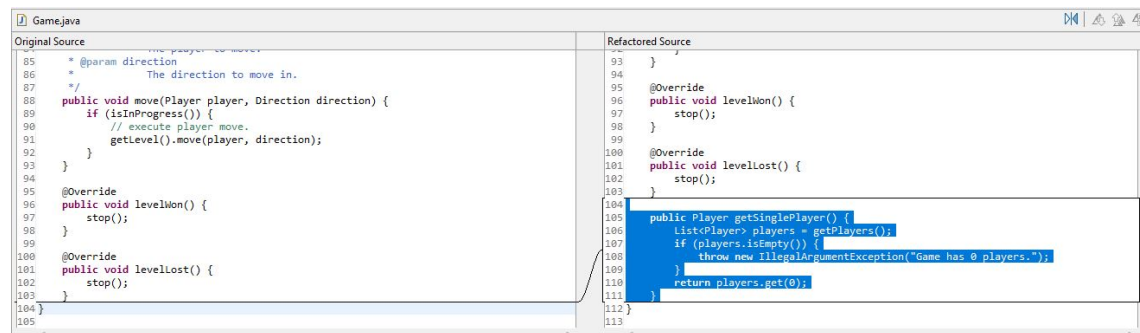 Game.java
Original Source
85 * @param direction
86 * The direction to move in.
87 */
88 public void move(Player player, Direction direction) {
89 if (isInProgress()) {
90 // execute player move.
91 getLevel().move(player, direction);
92 }
93 }
94
95 @Override
96 public void levelWon() {
97 stop();
98 }
99
100 @Override
101 public void levelLost() {
102 stop();
103 }
104 }
105
Refactored Source
93 }
94
95 @Override
96 public void levelWon() {
97 stop();
98 }
99
100 @Override
101 public void levelLost() {
102 stop();
103 }
104
105 public Player getSinglePlayer() {
106 List<Player> players = getPlayers();
107 if (players.isEmpty()) {
108 throw new IllegalArgumentException("Game has 0 players.");
109 }
110 return players.get(0);
111 }
112 }
113